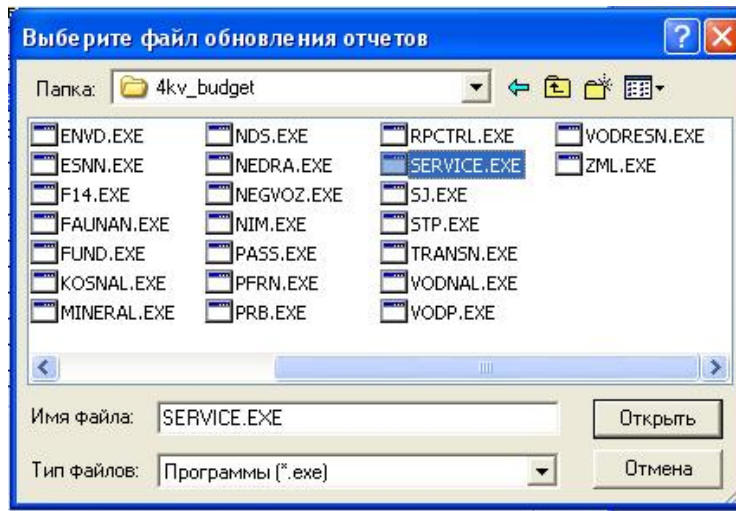 Выберите файл обновления отчетов
Папка: 4kv_budget
ENVD.EXE NDS.EXE RPCTRL.EXE VODRESN.EXE
ESNN.EXE NEDRA.EXE SERVICE.EXE ZML.EXE
F14.EXE NEGVOZ.EXE SJ.EXE
FAUNAN.EXE NIM.EXE STP.EXE
FUND.EXE PASS.EXE TRANSN.EXE
KOSNAL.EXE PFRN.EXE VODNAL.EXE
MINERAL.EXE PRB.EXE VODP.EXE
Имя файла: SERVICE.EXE Открыть
Тип файлов: Программы (*.exe) Отмена